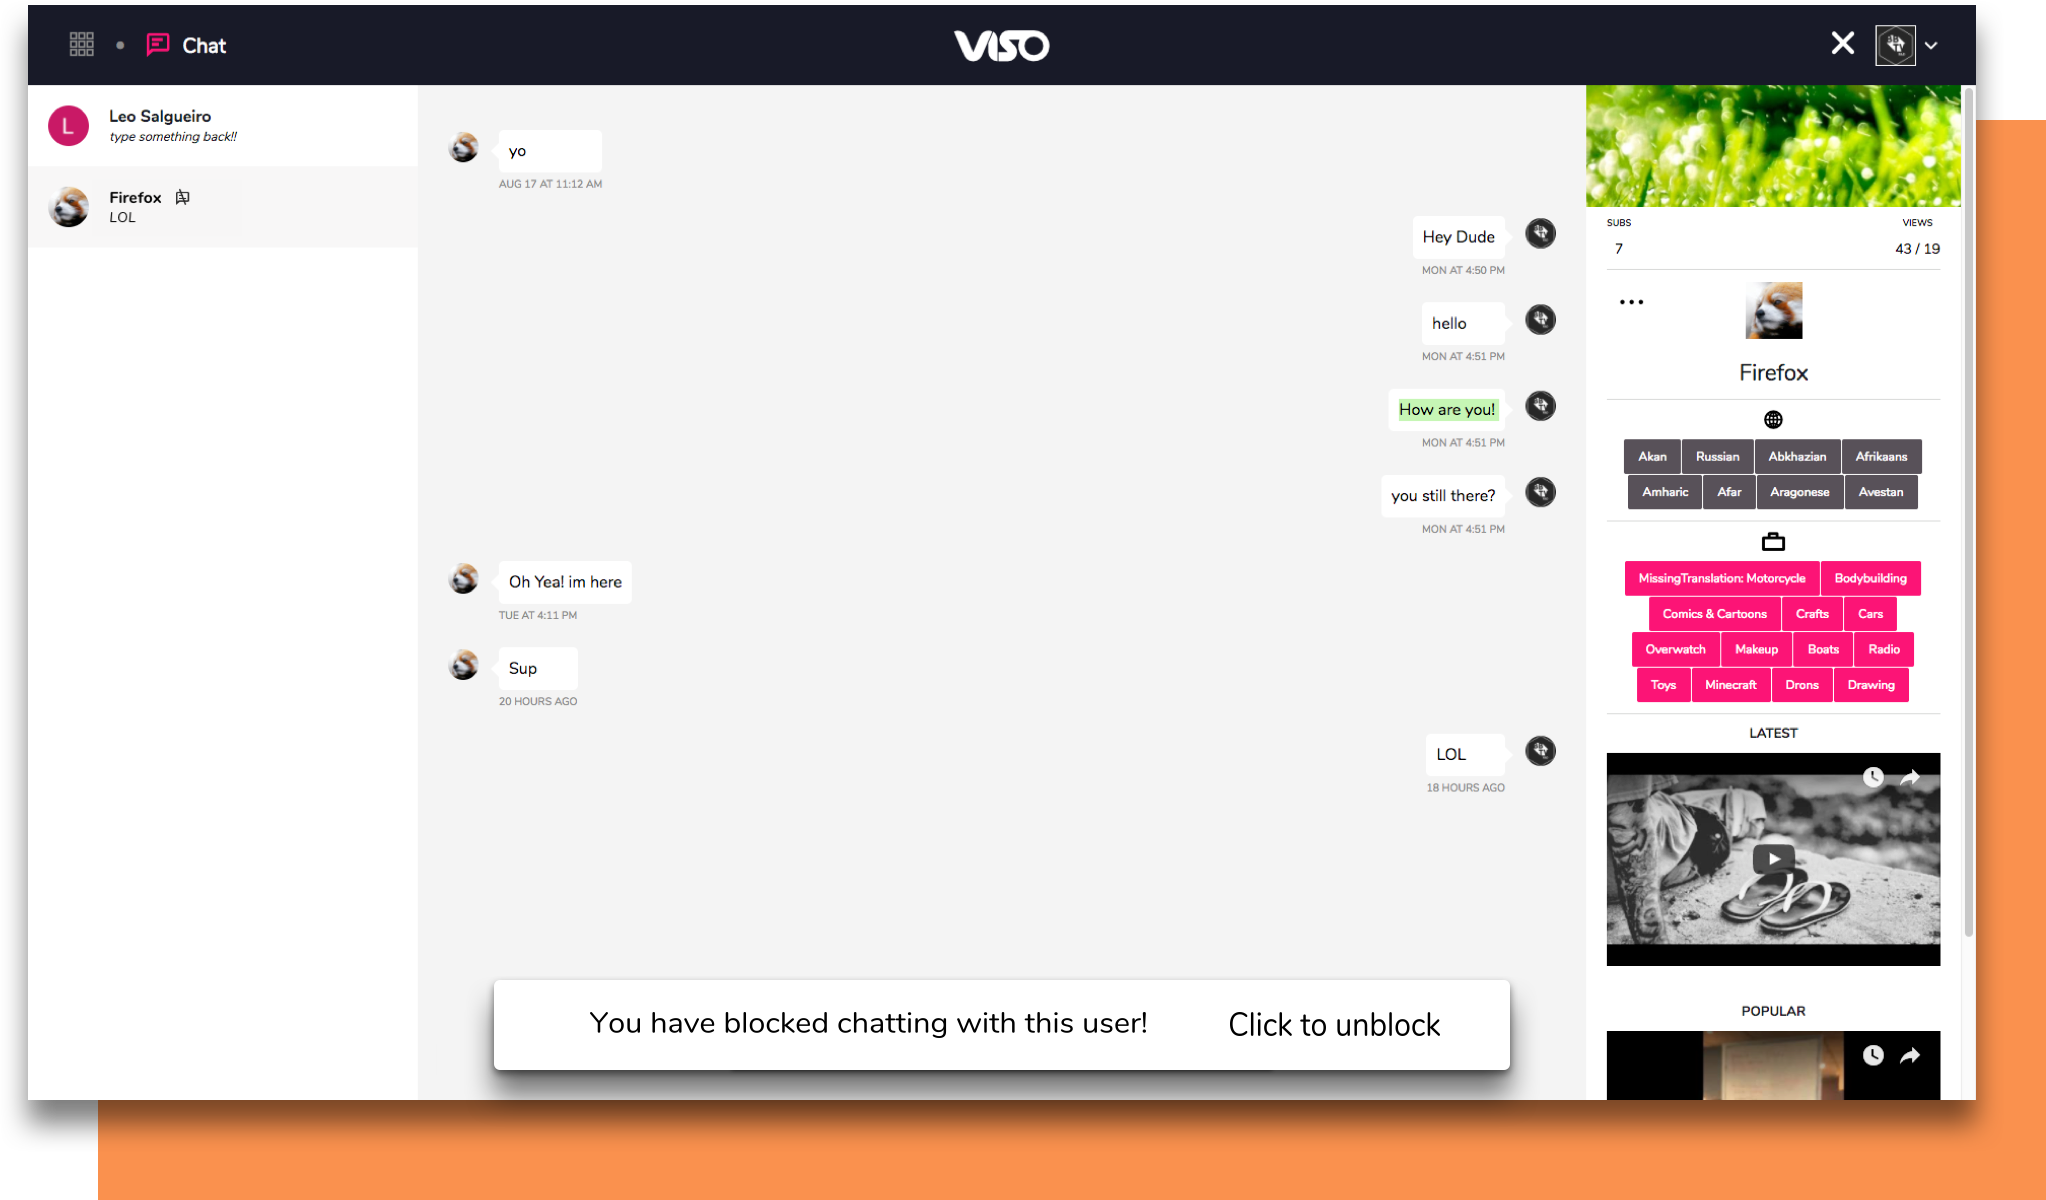 Chat
VISO
L
Leo Salgueiro
type something back!!
Firefox
LOL
yo
AUG 17 AT 11:12 AM
Hey Dude
MON AT 4:50 PM
hello
MON AT 4:51 PM
How are you!
MON AT 4:51 PM
you still there?
MON AT 4:51 PM
Oh Yea! im here
TUE AT 4:11 PM
Sup
20 HOURS AGO
LOL
18 HOURS AGO
You have blocked chatting with this user! Click to unblock
SUBS VIEWS
7 43 / 19
Firefox
Akan Russian Abkhazian Afrikaans
Amharic Afar Aragonese Avestan
MissingTranslation: Motorcycle Bodybuilding
Comics & Cartoons Crafts Cars
Overwatch Makeup Boats Radio
Toys Minecraft Drons Drawing
LATEST
POPULAR